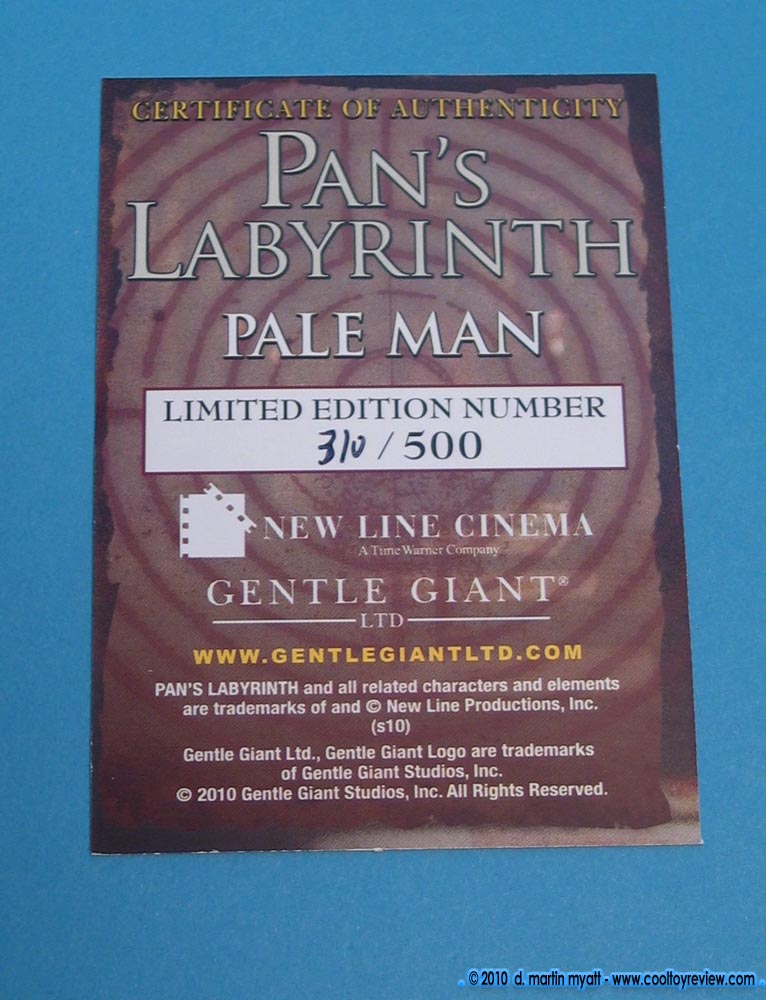 CERTIFICATE OF AUTHENTICITY
PAN'S
LABYRINTH
PALE MAN
LIMITED EDITION NUMBER
310 / 500
NEW LINE CINEMA
A Time Warner Company
GENTLE GIANT®
LTD
WWW.GENTLEGIANTLTD.COM
PAN'S LABYRINTH and all related characters and elements
are trademarks of and © New Line Productions, Inc.
(s10)
Gentle Giant Ltd., Gentle Giant Logo are trademarks
of Gentle Giant Studios, Inc.
© 2010 Gentle Giant Studios, Inc. All Rights Reserved.
© 2010 d. martin myatt - www.cooltoyreview.com